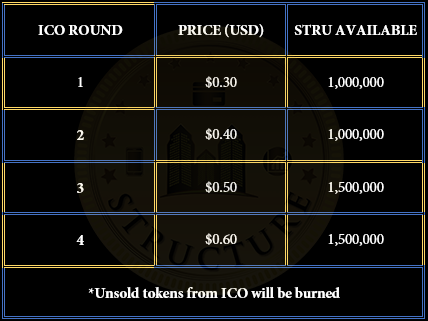 ICO ROUND PRICE (USD) STRU AVAILABLE
1 $0.30 1,000,000
2 $0.40 1,000,000
3 $0.50 1,500,000
4 $0.60 1,500,000
STRUCTURE
*Unsold tokens from ICO will be burned